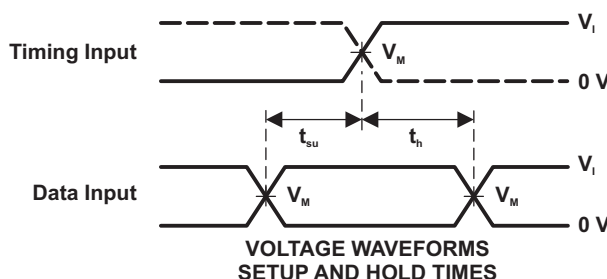 V_I
Timing Input
V_M
0 V
t_su
t_h
V_I
Data Input
V_M
V_M
0 V
VOLTAGE WAVEFORMS
SETUP AND HOLD TIMES